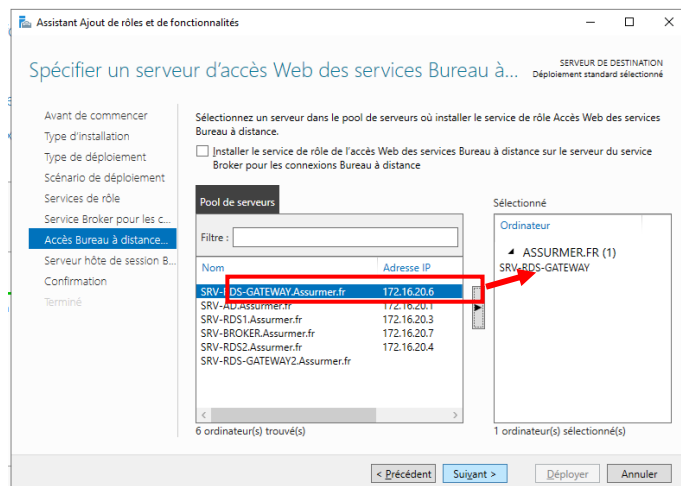 Assistant Ajout de rôles et de fonctionnalités
Spécifier un serveur d'accès Web des services Bureau à...
SERVEUR DE DESTINATION
Déploiement standard sélectionné
Avant de commencer
Type d'installation
Type de déploiement
Scénario de déploiement
Services de rôle
Service Broker pour les c...
Accès Bureau à distance...
Serveur hôte de session B...
Confirmation
Terminé
Sélectionnez un serveur dans le pool de serveurs où installer le service de rôle Accès Web des services
Bureau à distance.
Installer le service de rôle de l'accès Web des services Bureau à distance sur le serveur du service
Broker pour les connexions Bureau à distance
Pool de serveurs
Filtre :
Nom Adresse IP
SRV-RDS-GATEWAY.Assurmer.fr 172.16.20.6
SRV-AD.Assurmer.fr 172.16.20.1
SRV-RDS1.Assurmer.fr 172.16.20.3
SRV-BROKER.Assurmer.fr 172.16.20.7
SRV-RDS2.Assurmer.fr 172.16.20.4
SRV-RDS-GATEWAY2.Assurmer.fr
6 ordinateur(s) trouvé(s)
Sélectionné
Ordinateur
ASSURMER.FR (1)
SRV-RDS-GATEWAY
1 ordinateur(s) sélectionné(s)
< Précédent
Suivant >
Déployer
Annuler